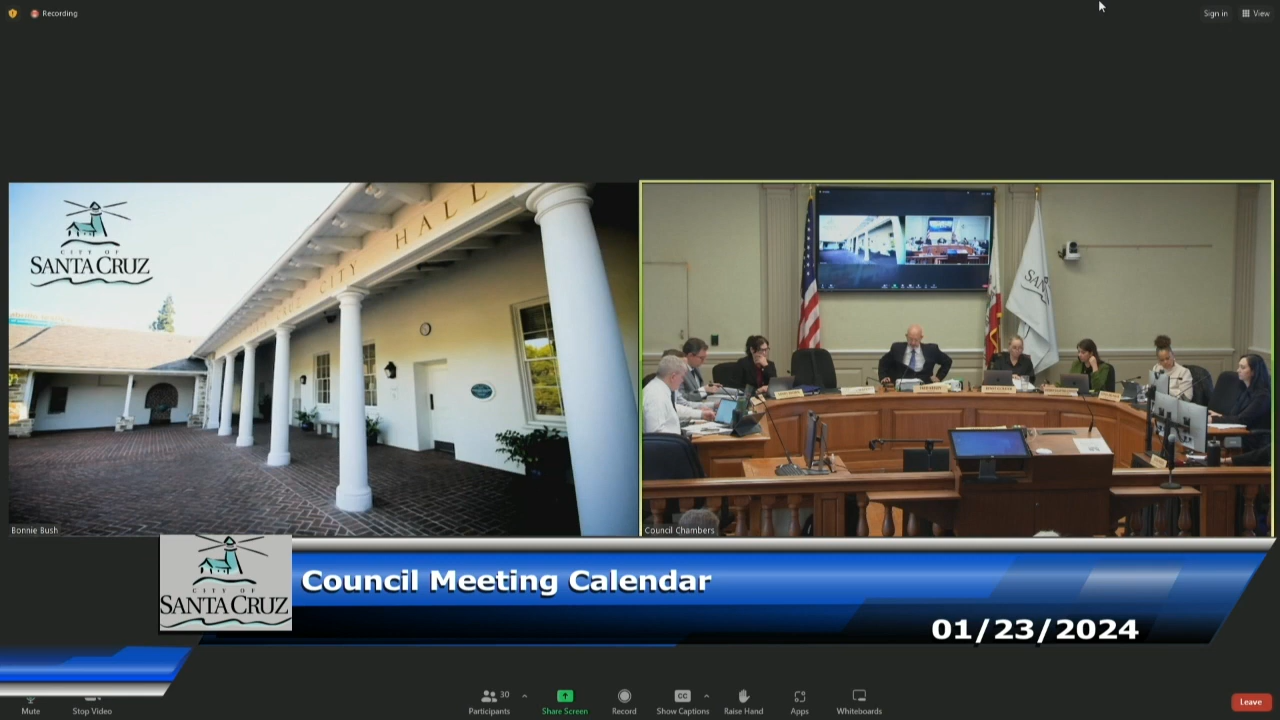 Recording
Sign in
View
CITY OF
SANTA CRUZ
CITY HALL
SAN
Bonnie Bush
Council Chambers
CITY OF
SANTA CRUZ
Council Meeting Calendar
01/23/2024
Mute
Stop Video
30
Participants
Share Screen
Record
CC
Show Captions
Raise Hand
Apps
Whiteboards
Leave